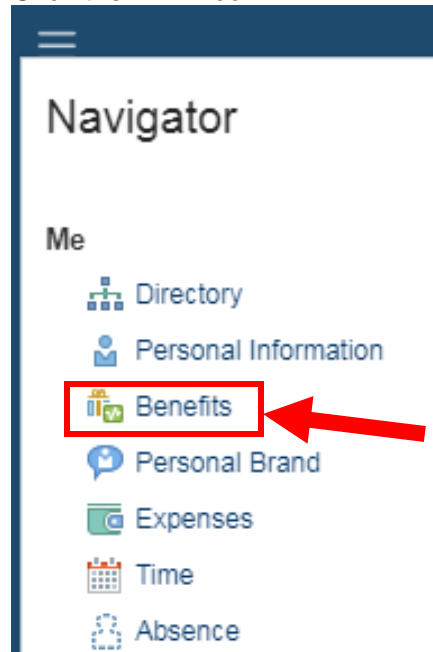 Navigator
Me
Directory
Personal Information
Benefits
Personal Brand
Expenses
Time
Absence